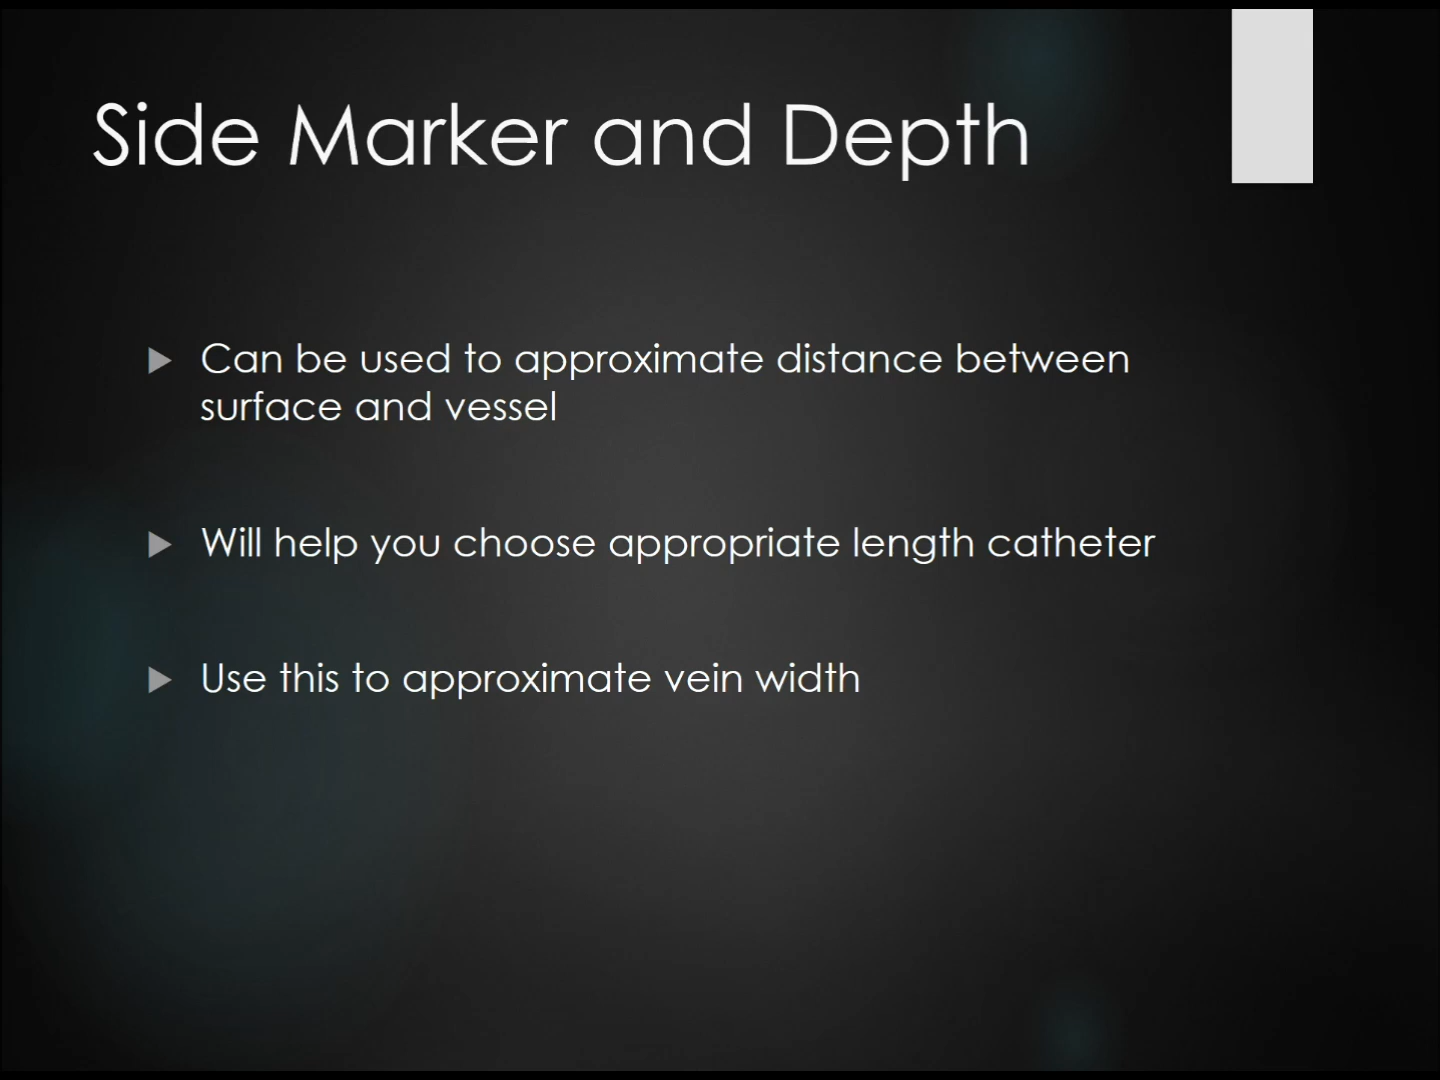 Side Marker and Depth
Can be used to approximate distance between
surface and vessel
Will help you choose appropriate length catheter
Use this to approximate vein width